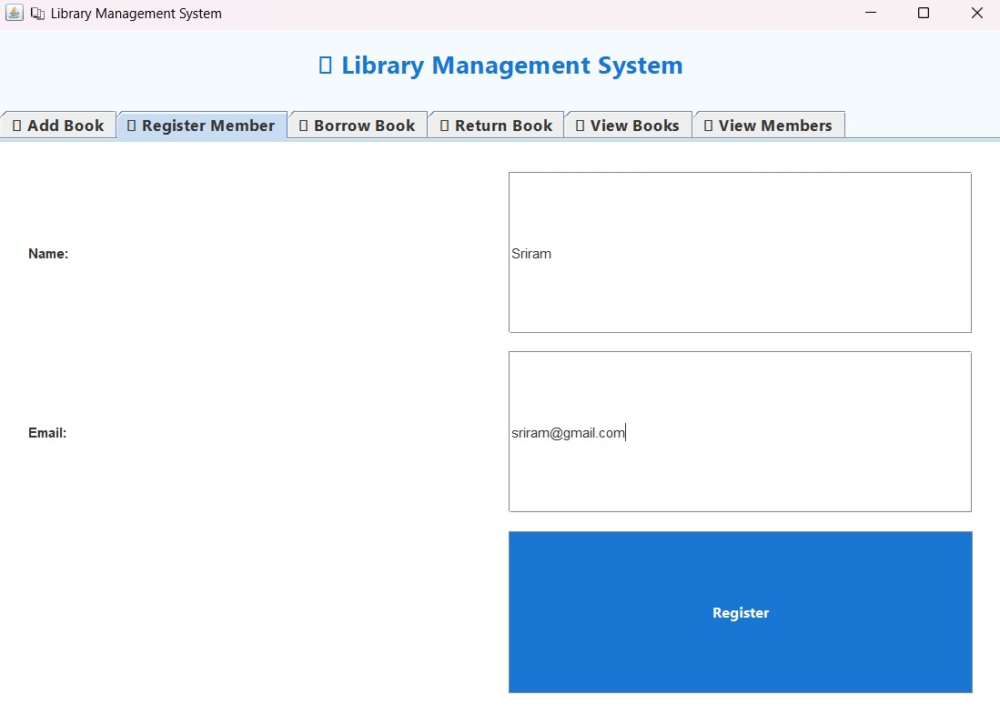 Library Management System
Library Management System
Add Book Register Member Borrow Book Return Book View Books View Members
Name: Sriram
Email: sriram@gmail.com
Register